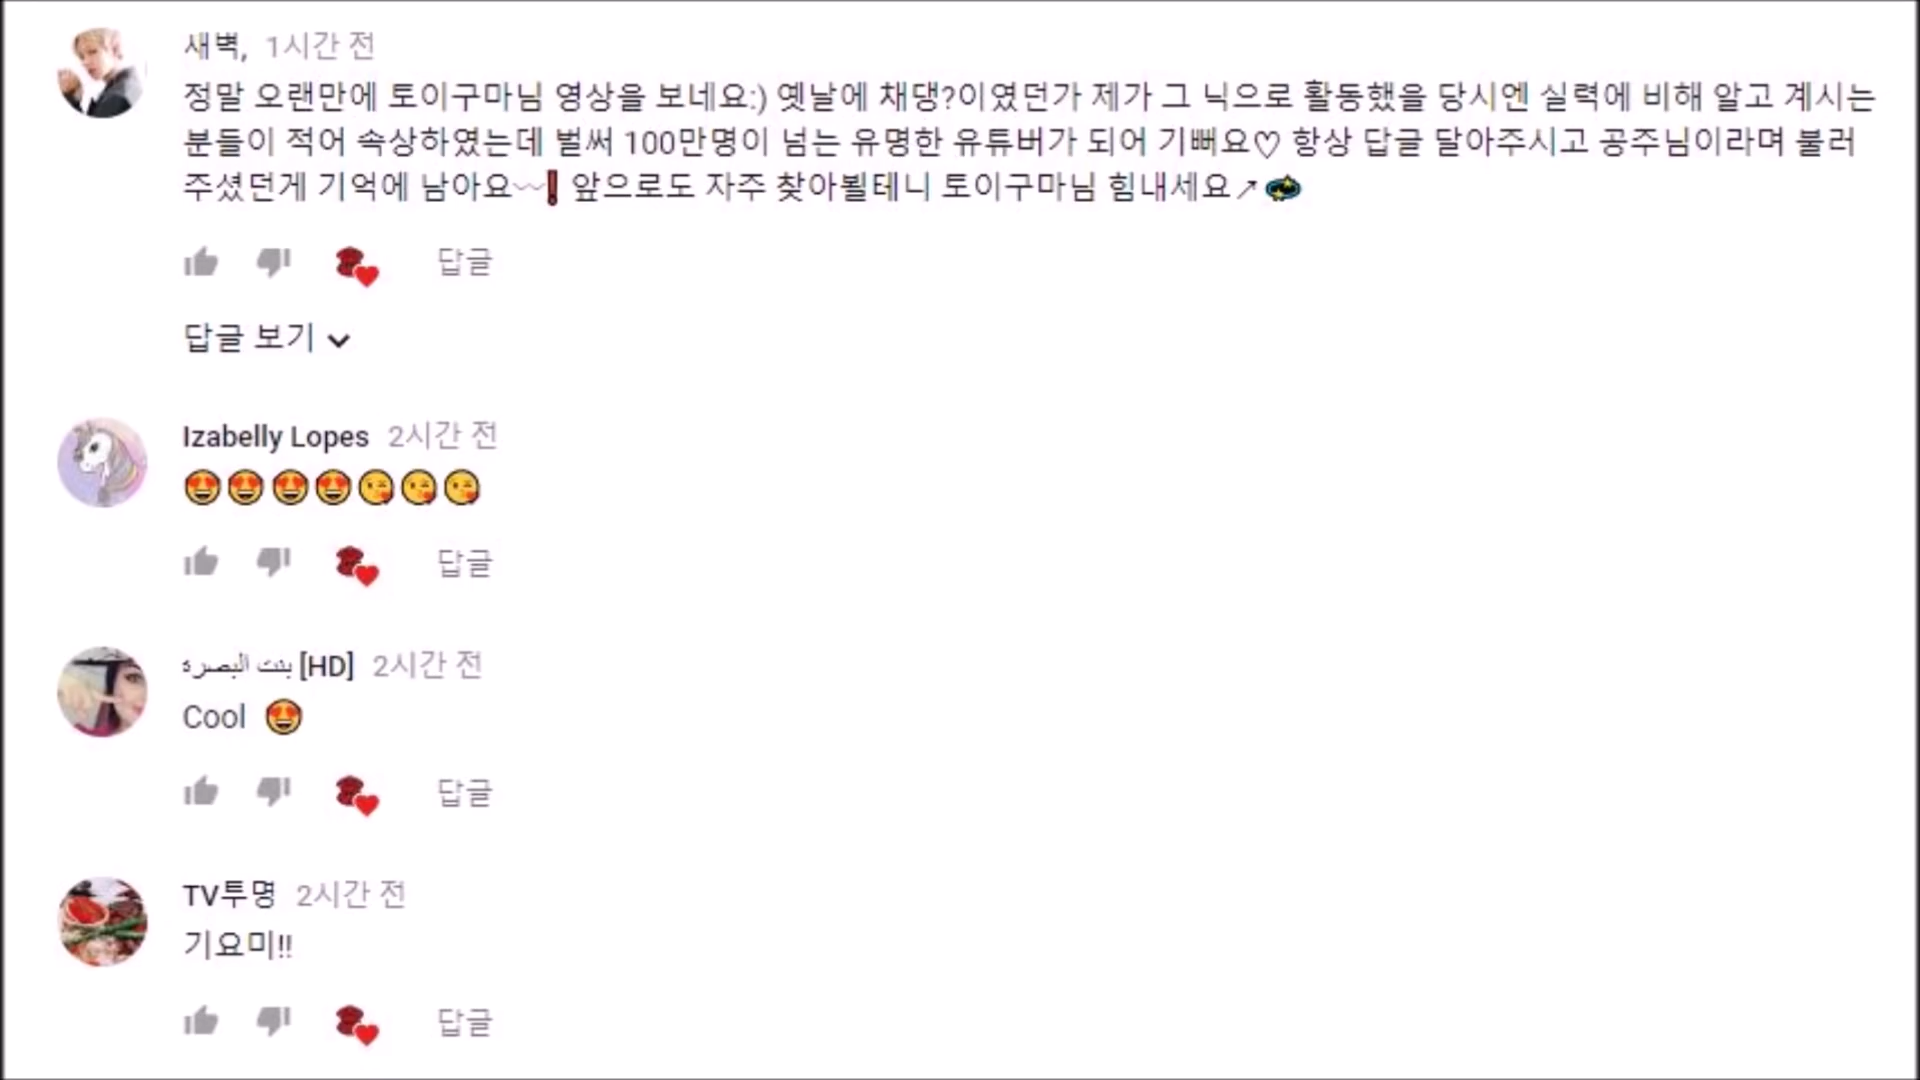 새벽, 1시간 전
정말 오랜만에 토이구마님 영상을 보네요:) 옛날에 채댕?이였던가 제가 그 닉으로 활동했을 당시엔 실력에 비해 알고 계시는
분들이 적어 속상하였는데 벌써 100만명이 넘는 유명한 유튜버가 되어 기뻐요♡ 항상 답글 달아주시고 공주님이라며 불러
주셨던게 기억에 남아요〰❗ 앞으로도 자주 찾아뵐테니 토이구마님 힘내세요↗💫
답글
답글 보기
Izabelly Lopes 2시간 전
😍😍😍😍😘😘😘
답글
بنت البصره [HD] 2시간 전
Cool 😍
답글
TV투명 2시간 전
기요미!!
답글